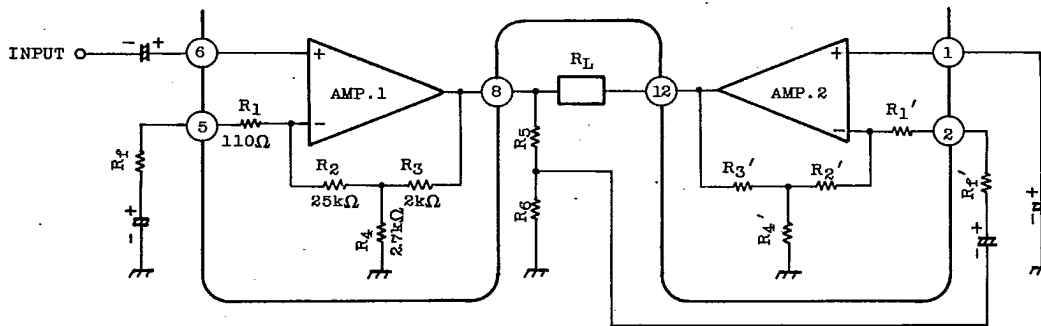 INPUT
- +
6
+
AMP.1
-
R1
110Ω
5
Rf
+
-
R2
25kΩ
R3
2kΩ
R4
2.7kΩ
8
RL
R5
R6
12
+
AMP.2
-
1
R1'
2
R3'
R2'
R4'
Rf'
- +
- +